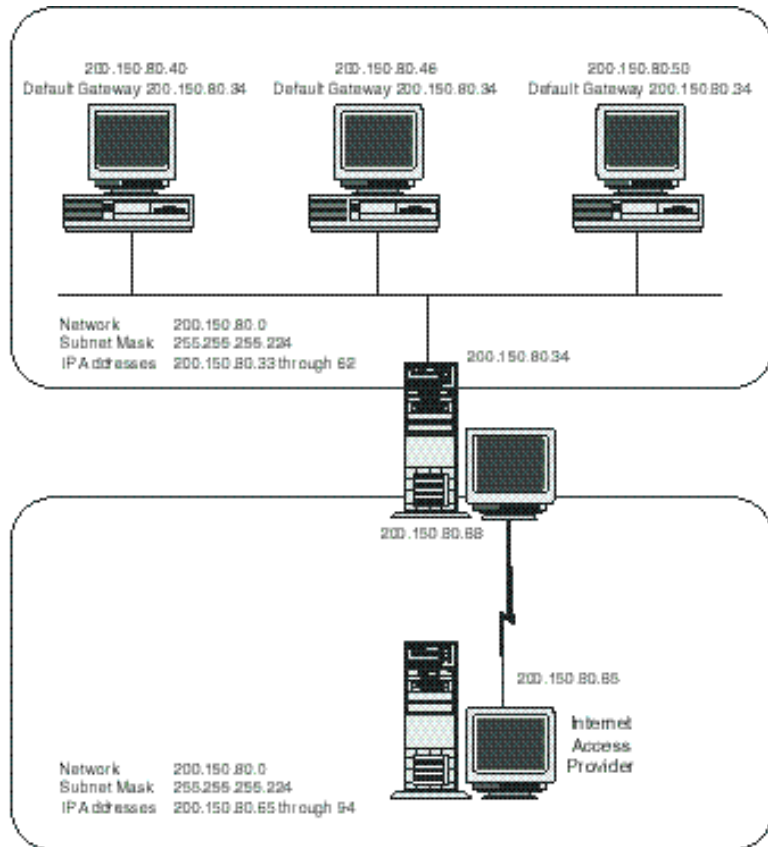 200.150.80.40
Default Gateway 200.150.80.34
200.150.80.46
Default Gateway 200.150.80.34
200.150.80.50
Default Gateway 200.150.80.34
Network 200.150.80.0
Subnet Mask 255.255.255.224
IP Addresses 200.150.80.33 through 62
200.150.80.34
200.150.80.68
200.150.80.65
Internet
Access
Provider
Network 200.150.80.0
Subnet Mask 255.255.255.224
IP Addresses 200.150.80.65 through 94